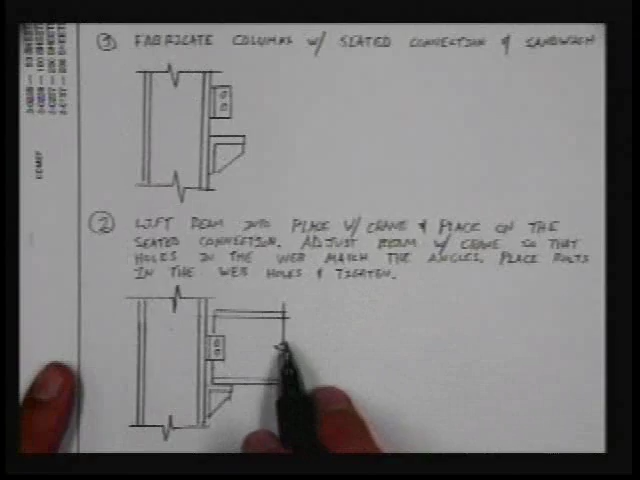 ① FABRICATE COLUMNS W/ SEATED CONNECTION & SANDWICH
② LIFT BEAM INTO PLACE W/ CRANE & PLACE ON THE
SEATED CONNECTION. ADJUST BEAM W/ CRANE SO THAT
HOLES IN THE WEB MATCH THE ANGLES. PLACE BOLTS
IN THE WEB HOLES & TIGHTEN.